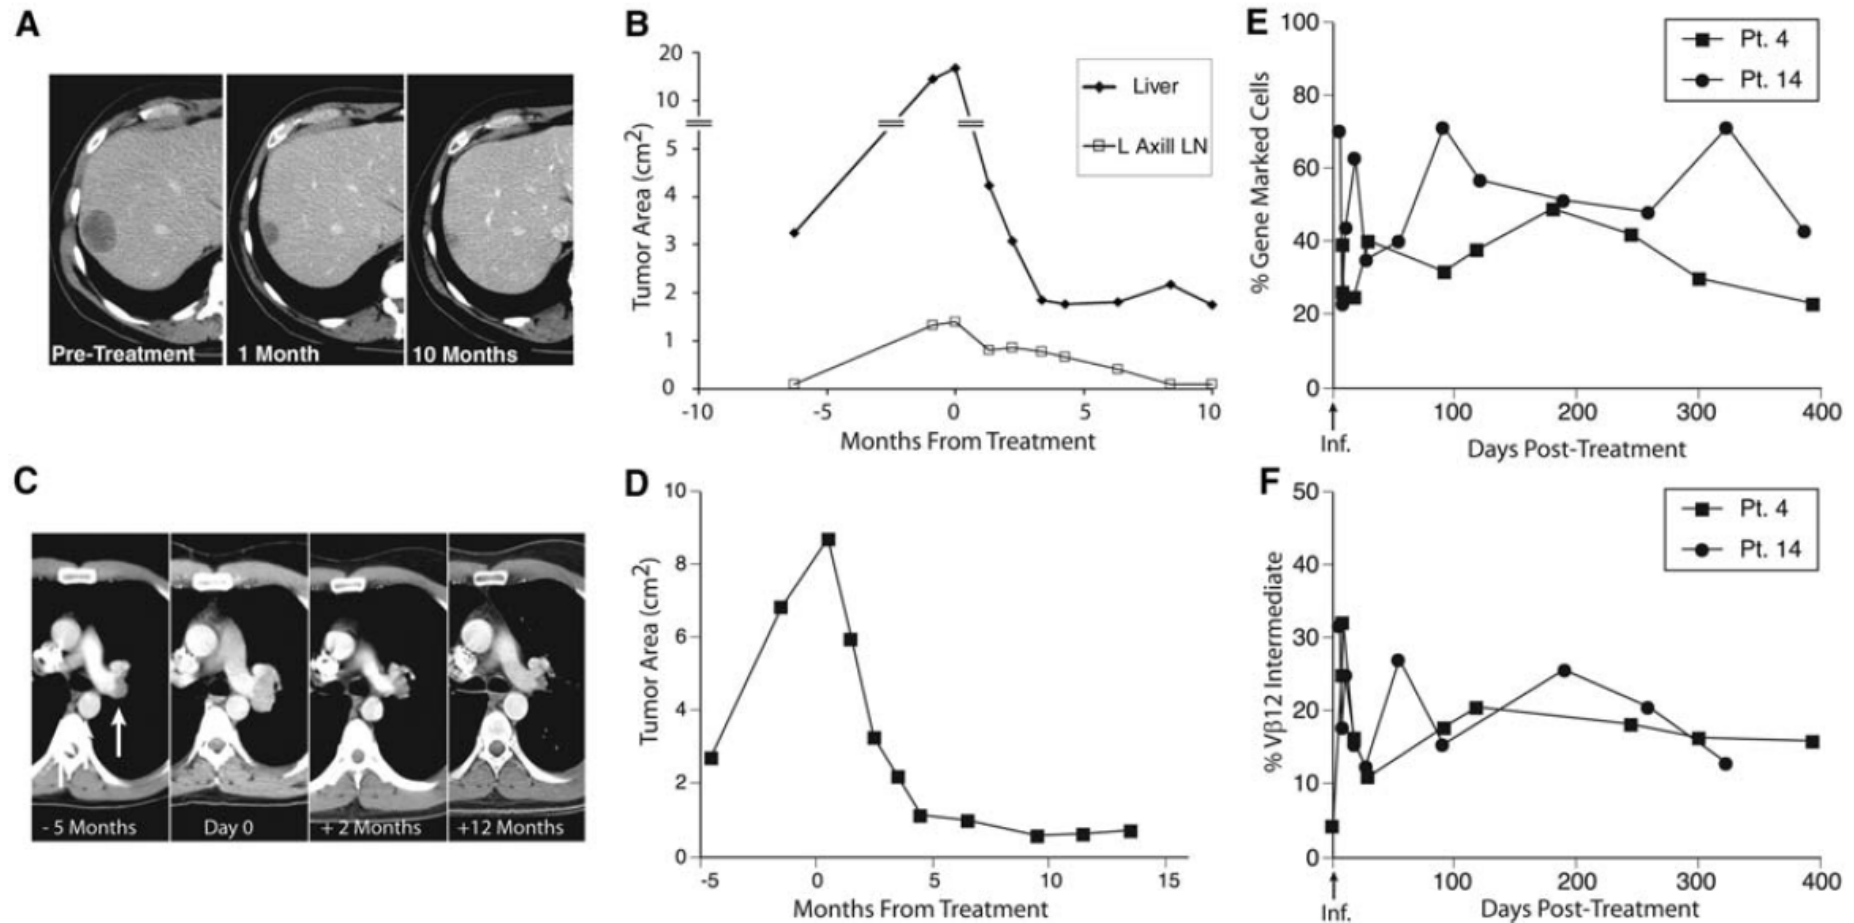 A
Pre-Treatment
1 Month
10 Months
B
Tumor Area (cm²)
20
10
5
4
3
2
1
0
-10
-5
0
5
10
Months From Treatment
Liver
L Axill LN
C
- 5 Months
Day 0
+ 2 Months
+12 Months
D
Tumor Area (cm²)
10
8
6
4
2
0
-5
0
5
10
15
Months From Treatment
E
% Gene Marked Cells
100
80
60
40
20
0
Inf.
100
200
300
400
Days Post-Treatment
Pt. 4
Pt. 14
F
% Vβ12 Intermediate
50
40
30
20
10
0
Inf.
100
200
300
400
Days Post-Treatment
Pt. 4
Pt. 14